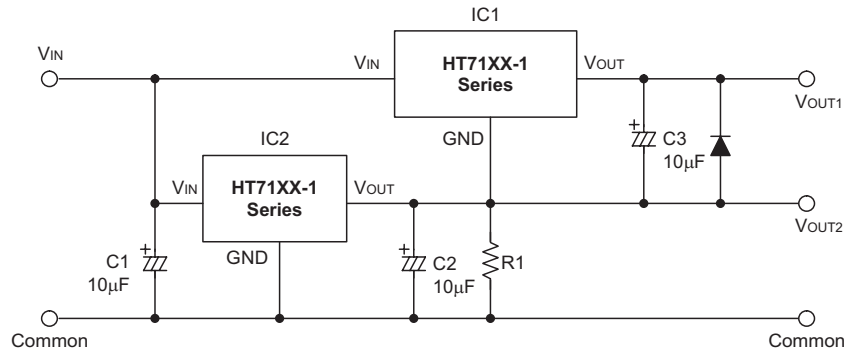 IC1
VIN
VIN
HT71XX-1
Series
VOUT
VOUT1
GND
+
C3
10μF
IC2
VIN
HT71XX-1
Series
VOUT
VOUT2
GND
+
C1
10μF
+
C2
10μF
R1
Common
Common